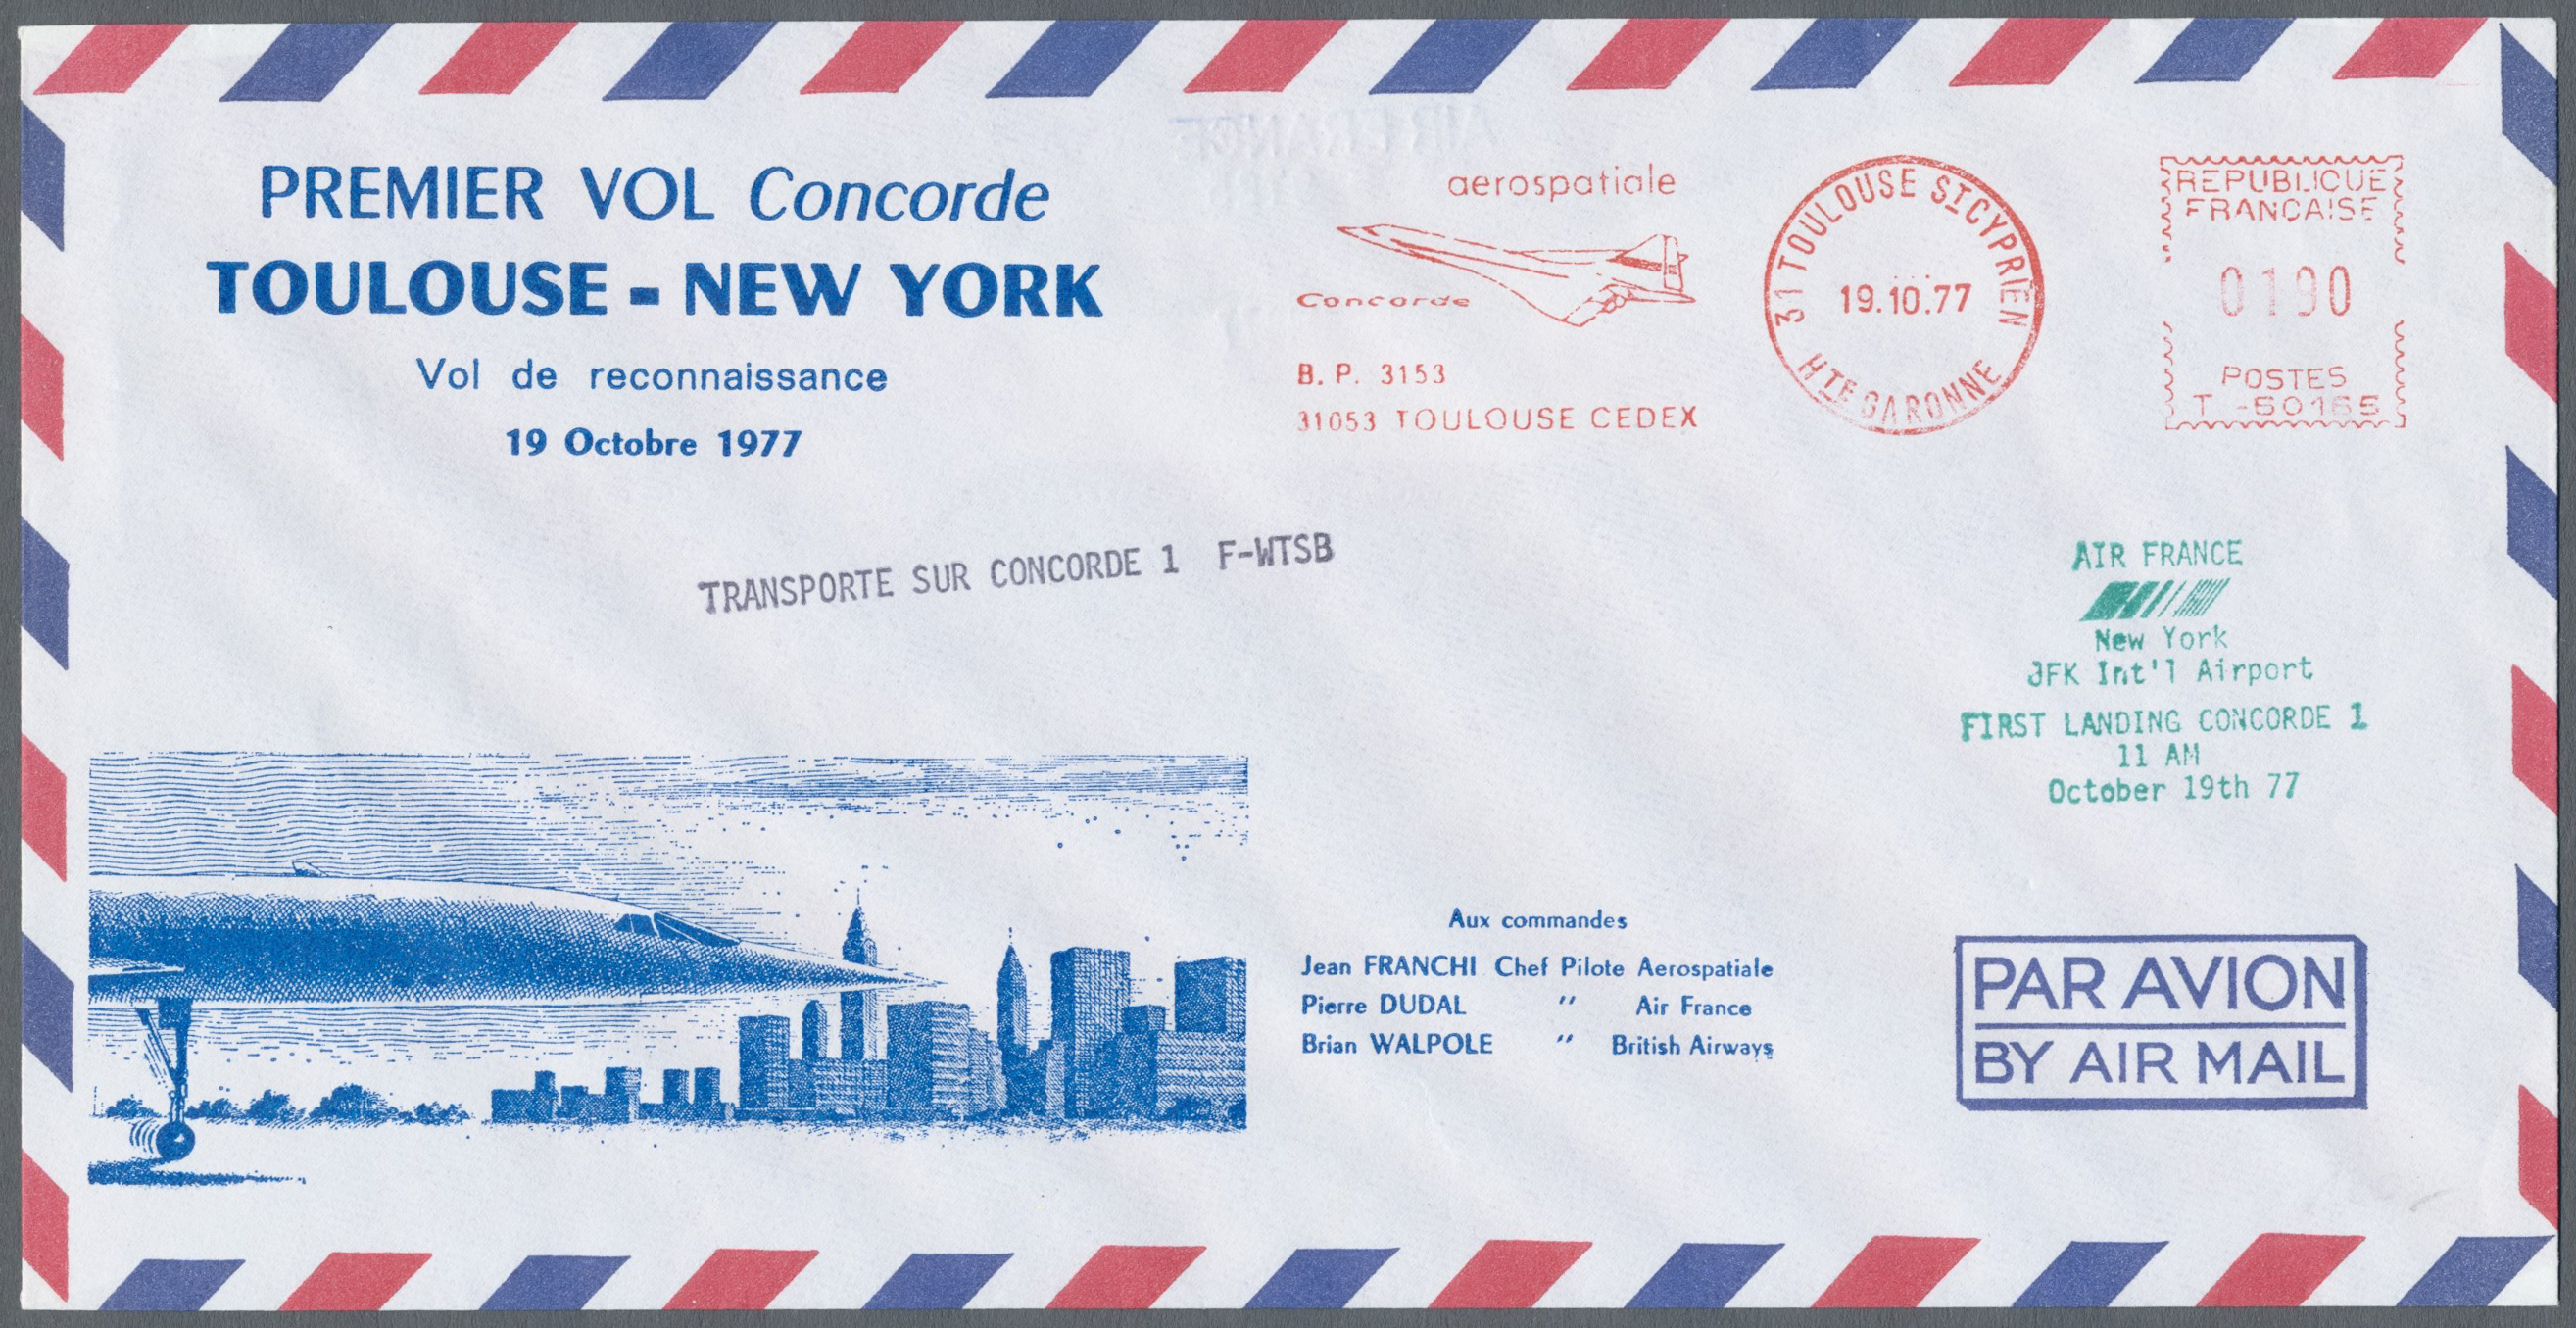 PREMIER VOL Concorde
TOULOUSE - NEW YORK
Vol de reconnaissance
19 Octobre 1977
aerospatiale
Concorde
B. P. 3153
31053 TOULOUSE CEDEX
31 TOULOUSE ST CYPRIEN
19.10.77
HTE GARONNE
REPUBLIQUE
FRANCAISE
0190
POSTES
T -60165
TRANSPORTE SUR CONCORDE 1 F-WTSB
AIR FRANCE
New York
JFK Int'l Airport
FIRST LANDING CONCORDE 1
11 AM
October 19th 77
Aux commandes
Jean FRANCHI Chef Pilote Aerospatiale
Pierre DUDAL " Air France
Brian WALPOLE " British Airways
PAR AVION
BY AIR MAIL